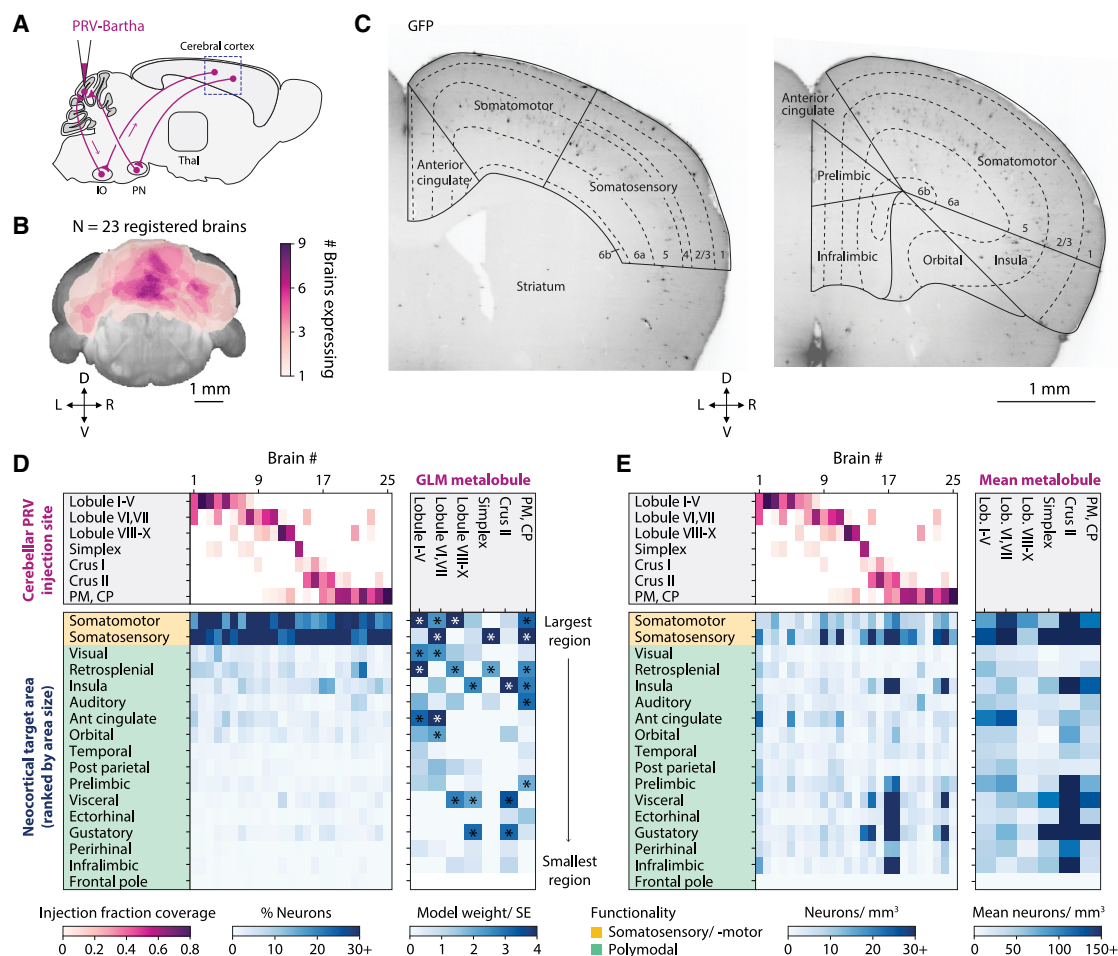 A
PRV-Bartha
Cerebral cortex
Thal
IO
PN
B
N = 23 registered brains
9
6
3
1
# Brains expressing
1 mm
D
L
R
V
C
GFP
Somatomotor
Anterior cingulate
Somatosensory
6b
6a
5
4
2/3
1
Striatum
Anterior cingulate
Prelimbic
Somatomotor
6b
6a
5
2/3
1
Infralimbic
Orbital
Insula
D
L
R
V
1 mm
D
Brain #
1
9
17
25
GLM metalobule
Cerebellar PRV injection site
Lobule I-V
Lobule VI,VII
Lobule VIII-X
Simplex
Crus I
Crus II
PM, CP
Lobule I-V
Lobule VI,VII
Lobule VIII-X
Simplex
Crus II
PM, CP
Neocortical target area (ranked by area size)
Somatomotor
Somatosensory
Visual
Retrosplenial
Insula
Auditory
Ant cingulate
Orbital
Temporal
Post parietal
Prelimbic
Visceral
Ectorhinal
Gustatory
Perirhinal
Infralimbic
Frontal pole
Largest region
Smallest region
Injection fraction coverage
0 0.2 0.4 0.6 0.8
% Neurons
0 10 20 30+
Model weight/ SE
0 1 2 3 4
E
Brain #
1
9
17
25
Mean metalobule
Lobule I-V
Lobule VI,VII
Lobule VIII-X
Simplex
Crus I
Crus II
PM, CP
Lob. I-V
Lob. VI,VII
Lob. VIII-X
Simplex
Crus II
PM, CP
Somatomotor
Somatosensory
Visual
Retrosplenial
Insula
Auditory
Ant cingulate
Orbital
Temporal
Post parietal
Prelimbic
Visceral
Ectorhinal
Gustatory
Perirhinal
Infralimbic
Frontal pole
Functionality
Somatosensory/ -motor
Polymodal
Neurons/ mm³
0 10 20 30+
Mean neurons/ mm³
0 50 100 150+